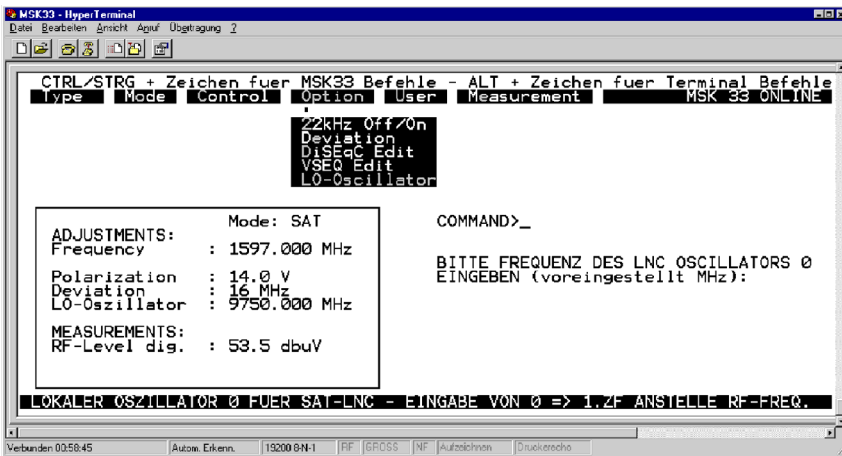 MSK33 - HyperTerminal
Datei Bearbeiten Ansicht Anruf Übertragung ?
CTRL/STRG + Zeichen fuer MSK33 Befehle - ALT + Zeichen fuer Terminal Befehle
Type Mode Control Option User Measurement MSK 33 ONLINE
22kHz Off/On
Deviation
DiSEqC Edit
VSEQ Edit
LO-Oscillator
Mode: SAT
ADJUSTMENTS:
Frequency : 1597.000 MHz
Polarization : 14.0 V
Deviation : 16 MHz
LO-Oszillator : 9750.000 MHz
MEASUREMENTS:
RF-Level dig. : 53.5 dbuV
COMMAND>_
BITTE FREQUENZ DES LNC OSCILLATORS 0
EINGEBEN (voreingestellt MHz):
LOKALER OSZILLATOR 0 FUER SAT-LNC - EINGABE VON 0 => 1.ZF ANSTELLE RF-FREQ.
Verbunden 00:58:45 Autom. Erkenn. 19200 8-N-1 RF GROSS NF Aufzeichnen Druckerecho